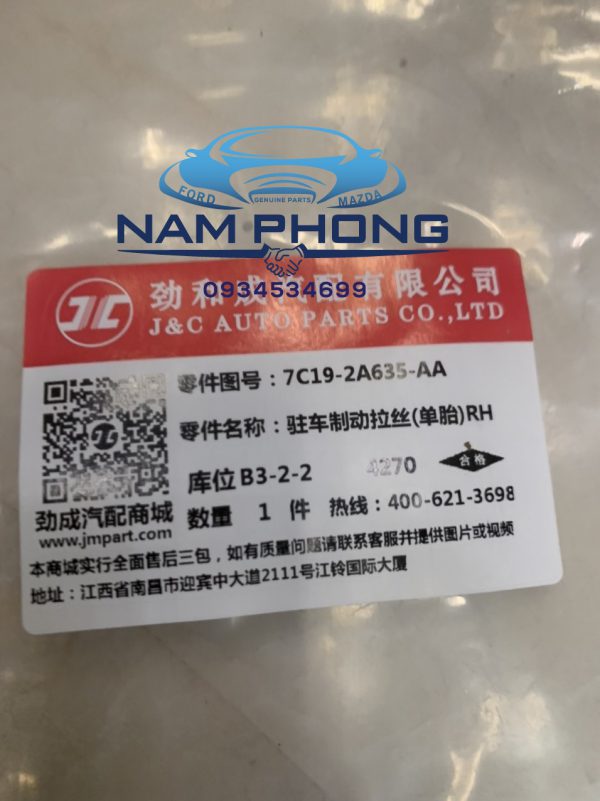 FORD GENUINE PARTS MAZDA
NAM PHONG
0934534699
JC 劲和成汽配有限公司
J&C AUTO PARTS CO.,LTD
零件图号：7C19-2A635-AA
零件名称：驻车制动拉丝(单胎)RH
库位 B3-2-2 4270 合格
数量 1 件 热线：400-621-3698
劲成汽配商城
www.jmpart.com
本商城实行全面售后三包，如有质量问题请联系客服并提供图片或视频
地址：江西省南昌市迎宾中大道2111号江铃国际大厦